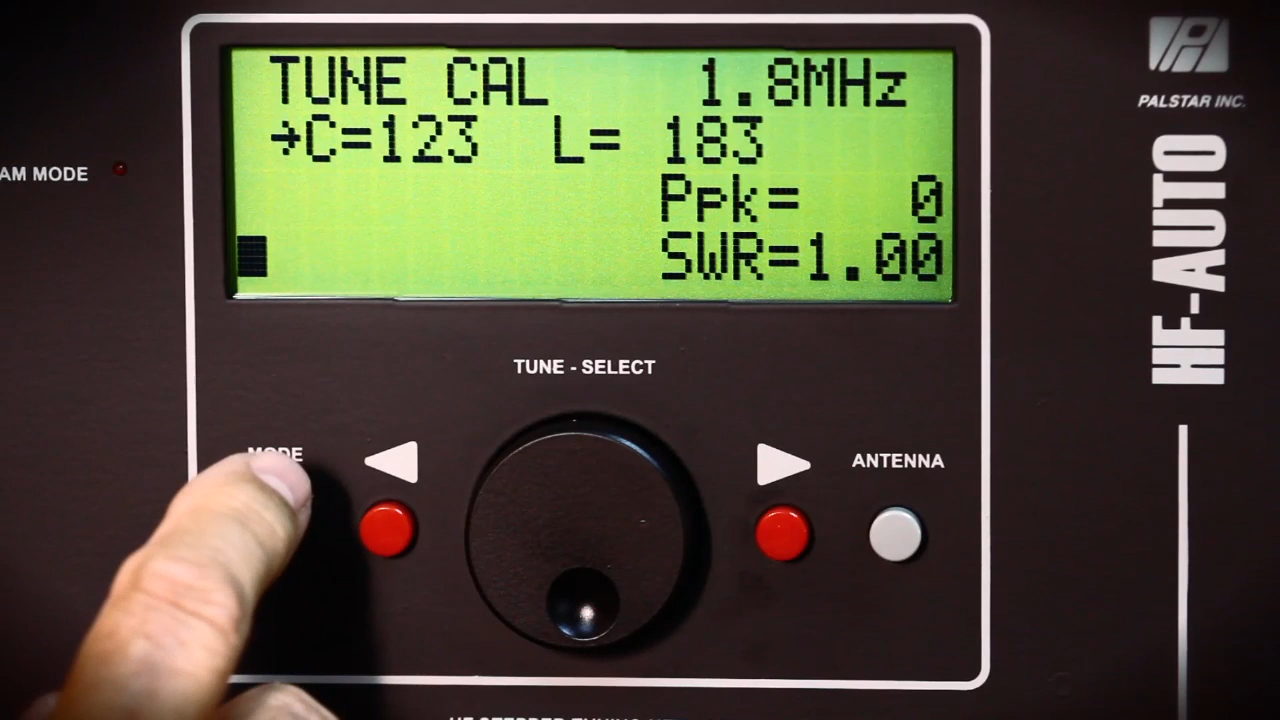 TUNE CAL 1.8MHz
→C=123 L= 183
Ppk= 0
SWR=1.00
AM MODE
PALSTAR INC.
HF-AUTO
TUNE - SELECT
MODE
ANTENNA